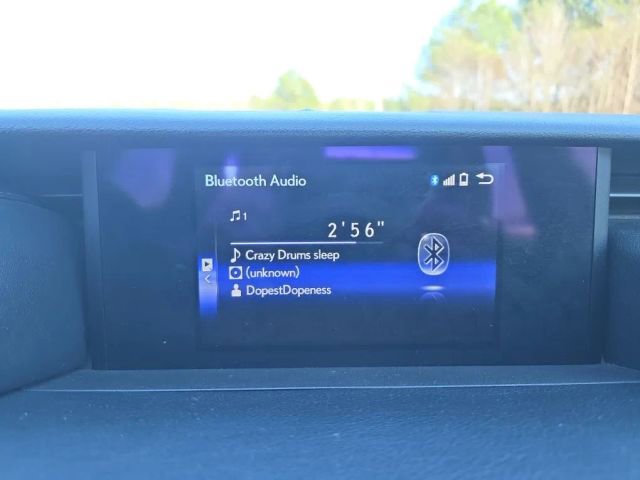 Bluetooth Audio
1
2'56"
Crazy Drums sleep
(unknown)
DopestDopeness